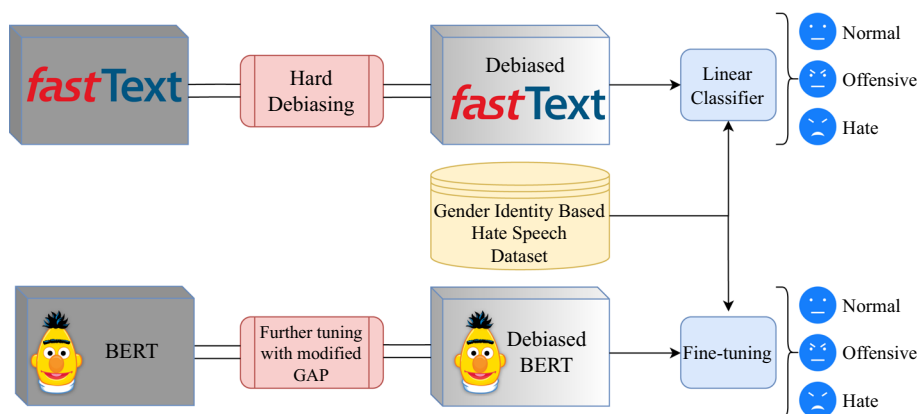 fastText
Hard
Debiasing
Debiased
fastText
Linear
Classifier
Normal
Offensive
Hate
Gender Identity Based
Hate Speech
Dataset
BERT
Further tuning
with modified
GAP
Debiased
BERT
Fine-tuning
Normal
Offensive
Hate